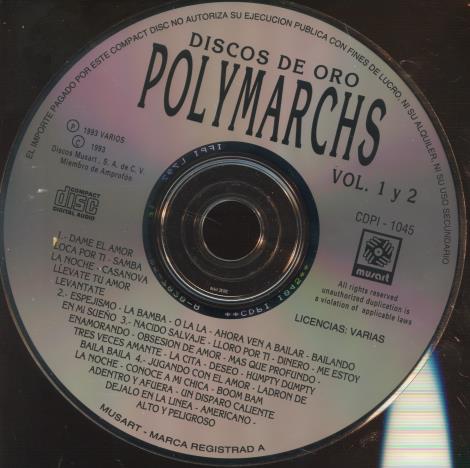 EL IMPORTE PAGADO POR ESTE COMPACT DISC NO AUTORIZA SU EJECUCION PUBLICA CON FINES DE LUCRO, NI SU ALQUILER, NI SU USO SECUNDARIO
DISCOS DE ORO
POLYMARCHS
VOL. 1 y 2
℗ 1993 VARIOS
© 1993
Discos Musart, S. A. de C. V.
Miembro de Amprofón
COMPACT
disc
DIGITAL AUDIO
CDPI - 1045
musart
All rights reserved
unauthorized duplication is
a violation of applicable laws
LICENCIAS: VARIAS
1.- DAME EL AMOR
LOCA POR TI - SAMBA
LA NOCHE - CASANOVA
LLEVATE TU AMOR
LEVANTATE
2.- ESPEJISMO - LA BAMBA - O LA LA - AHORA VEN A BAILAR - BAILANDO
EN MI SUEÑO 3.- NACIDO SALVAJE - LLORO POR TI - DINERO - ME ESTOY
ENAMORANDO - OBSESION DE AMOR - MAS QUE PROFUNDO -
TRES VECES AMANTE - LA CITA - DESEO - HUMPTY DUMPTY
BAILA BAILA 4.- JUGANDO CON EL AMOR - LADRON DE
LA NOCHE - CONOCE A MI CHICA - BOOM BAM
ADENTRO Y AFUERA - UN DISPARO CALIENTE
DEJALO EN LA LINEA - AMERICANO -
ALTO Y PELIGROSO
MUSART - MARCA REGISTRAD A